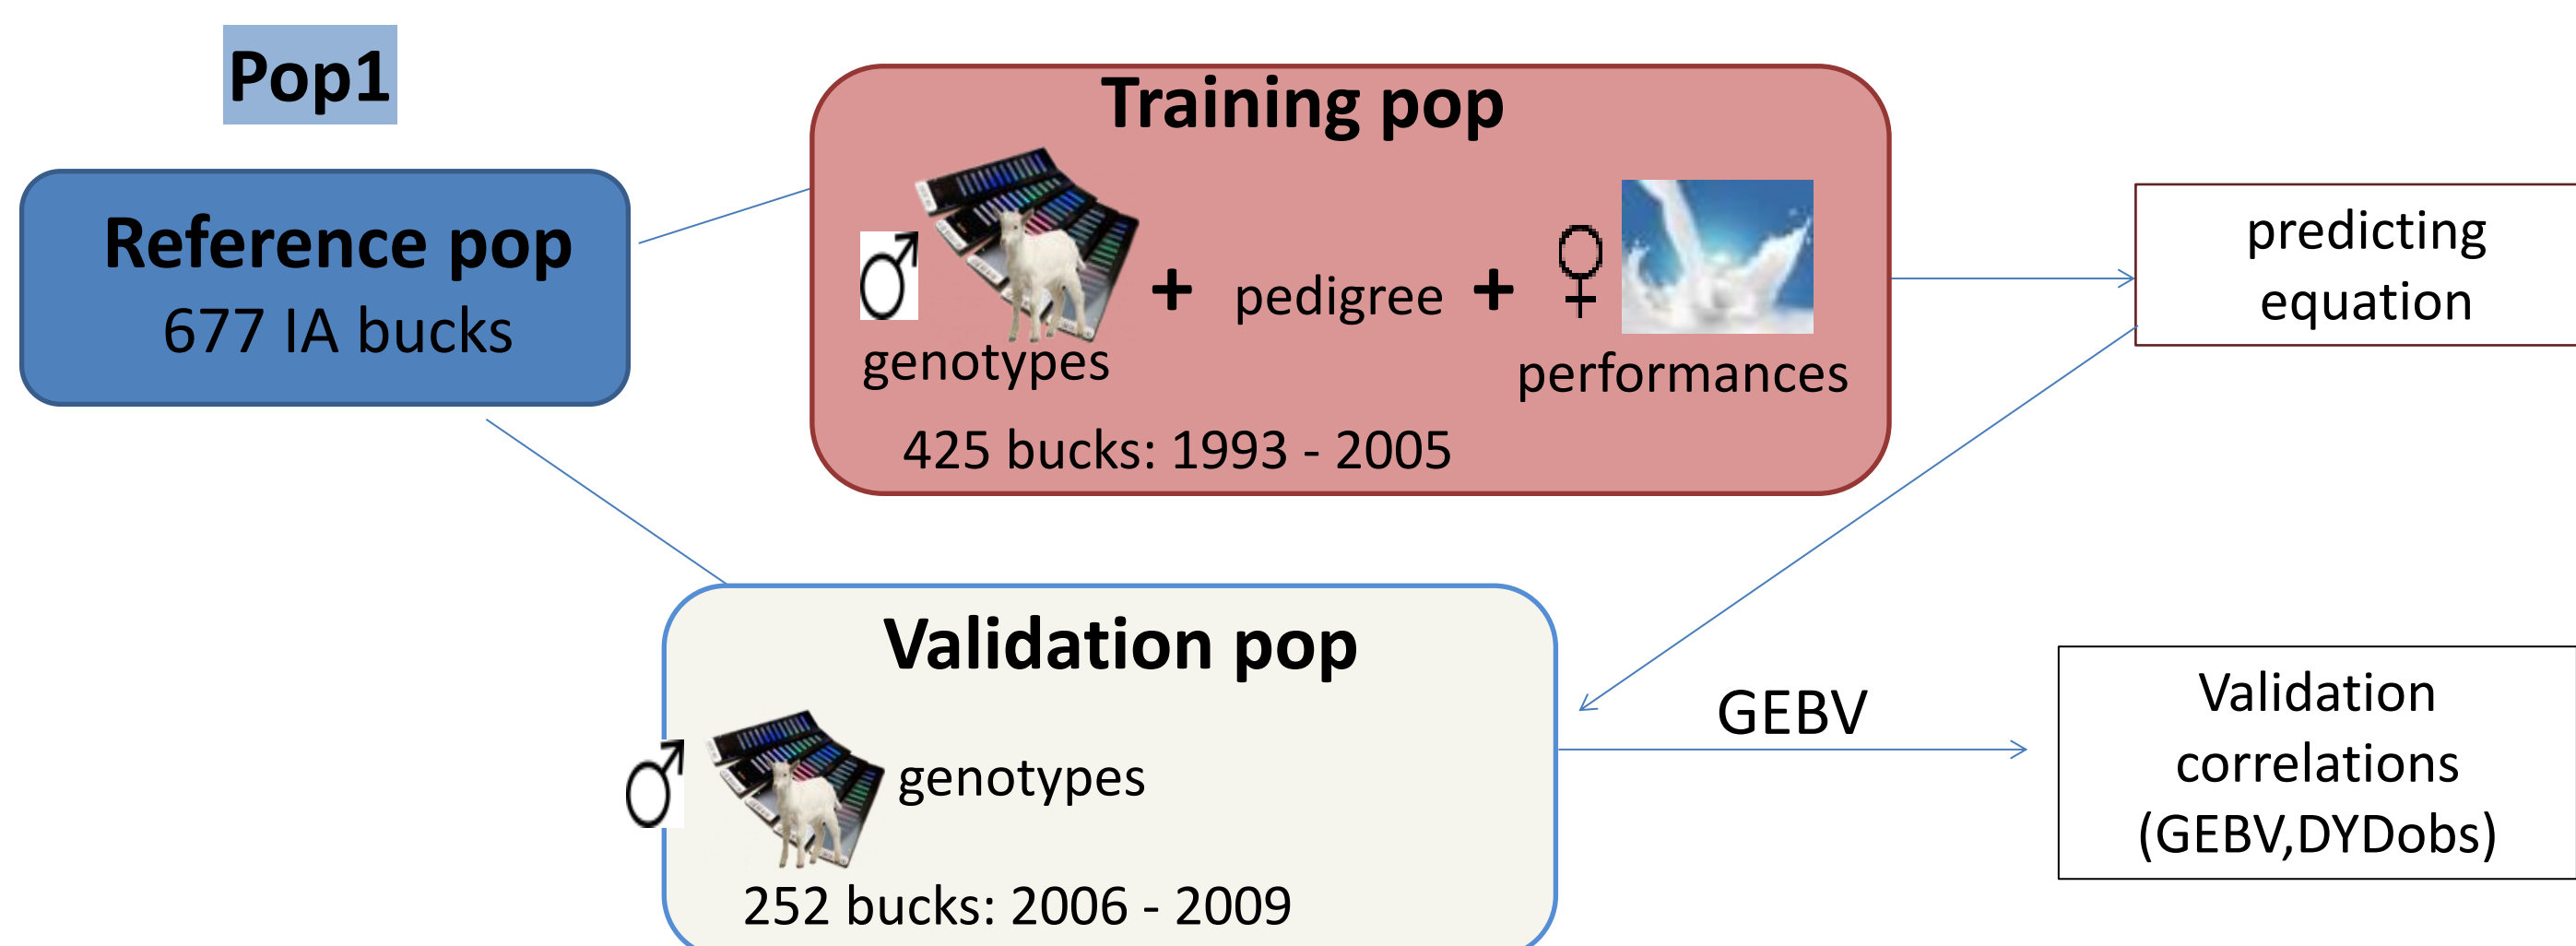 Pop1
Reference pop
677 IA bucks
Training pop
+ pedigree +
genotypes
performances
425 bucks: 1993 - 2005
predicting
equation
Validation pop
genotypes
252 bucks: 2006 - 2009
GEBV
Validation
correlations
(GEBV,DYDobs)